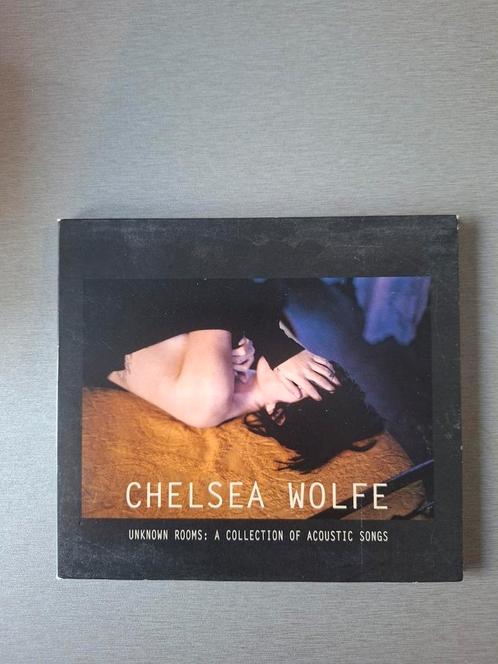 CHELSEA WOLFE
UNKNOWN ROOMS: A COLLECTION OF ACOUSTIC SONGS